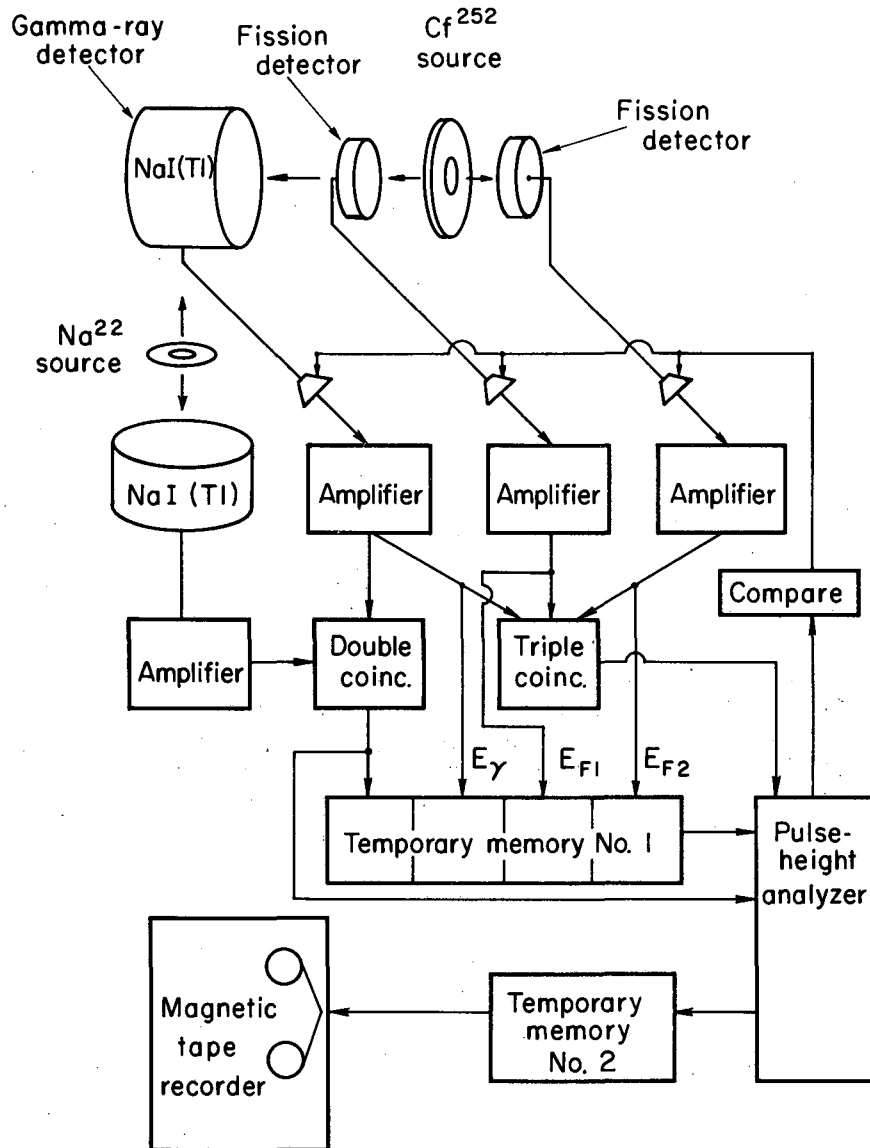 Gamma-ray
detector
Fission
detector
Cf252
source
Fission
detector
NaI(Tl)
Na22
source
NaI (Tl)
Amplifier
Amplifier
Amplifier
Compare
Amplifier
Double
coinc.
Triple
coinc.
Eγ
EF1
EF2
Temporary memory No. 1
Pulse-
height
analyzer
Magnetic
tape
recorder
Temporary
memory
No. 2